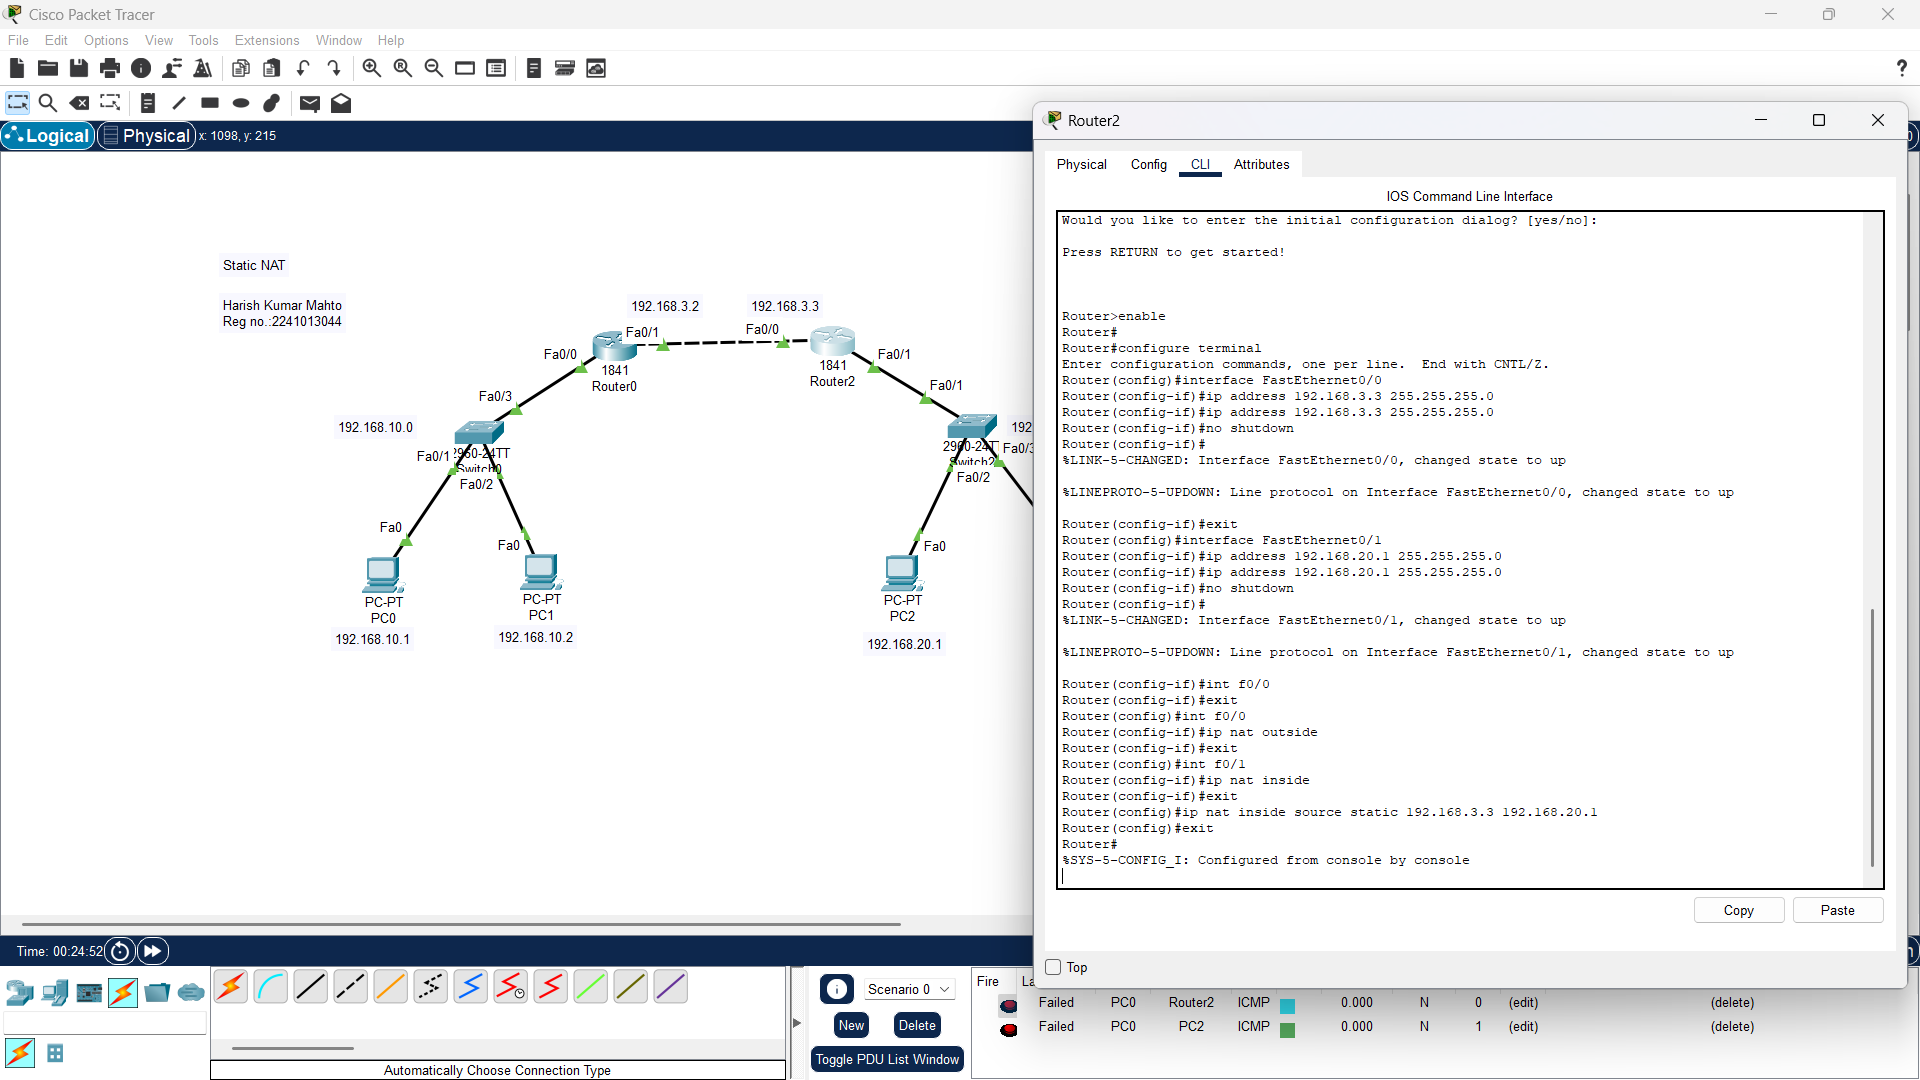 Cisco Packet Tracer
File Edit Options View Tools Extensions Window Help
Logical Physical x: 1098, y: 215
Static NAT
Harish Kumar Mahto
Reg no.:2241013044
192.168.3.2 192.168.3.3
Fa0/1 Fa0/0
Fa0/0 1841 Router0
1841 Router2 Fa0/1
Fa0/3 Fa0/1
192.168.10.0
Fa0/1 2960-24TT
Switch0
Fa0/2
2960-24TT Fa0/3
Switch2
Fa0/2
192
Fa0 Fa0 Fa0
PC-PT
PC0
192.168.10.1
PC-PT
PC1
192.168.10.2
PC-PT
PC2
192.168.20.1
Router2
Physical Config CLI Attributes
IOS Command Line Interface
Would you like to enter the initial configuration dialog? [yes/no]:
Press RETURN to get started!
Router>enable
Router#
Router#configure terminal
Enter configuration commands, one per line. End with CNTL/Z.
Router(config)#interface FastEthernet0/0
Router(config-if)#ip address 192.168.3.3 255.255.255.0
Router(config-if)#ip address 192.168.3.3 255.255.255.0
Router(config-if)#no shutdown
Router(config-if)#
%LINK-5-CHANGED: Interface FastEthernet0/0, changed state to up
%LINEPROTO-5-UPDOWN: Line protocol on Interface FastEthernet0/0, changed state to up
Router(config-if)#exit
Router(config)#interface FastEthernet0/1
Router(config-if)#ip address 192.168.20.1 255.255.255.0
Router(config-if)#ip address 192.168.20.1 255.255.255.0
Router(config-if)#no shutdown
Router(config-if)#
%LINK-5-CHANGED: Interface FastEthernet0/1, changed state to up
%LINEPROTO-5-UPDOWN: Line protocol on Interface FastEthernet0/1, changed state to up
Router(config-if)#int f0/0
Router(config-if)#exit
Router(config)#int f0/0
Router(config-if)#ip nat outside
Router(config-if)#exit
Router(config)#int f0/1
Router(config-if)#ip nat inside
Router(config-if)#exit
Router(config)#ip nat inside source static 192.168.3.3 192.168.20.1
Router(config)#exit
Router#
%SYS-5-CONFIG_I: Configured from console by console
Copy Paste
Top
Time: 00:24:52
Scenario 0
New Delete
Toggle PDU List Window
Automatically Choose Connection Type
Fire La
Failed PC0 Router2 ICMP 0.000 N 0 (edit) (delete)
Failed PC0 PC2 ICMP 0.000 N 1 (edit) (delete)